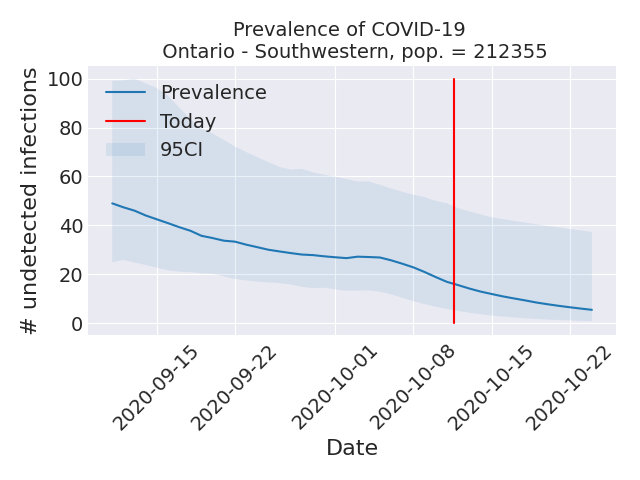 Prevalence of COVID-19
Ontario - Southwestern, pop. = 212355
# undetected infections
100
80
60
40
20
0
Prevalence
Today
95CI
2020-09-15
2020-09-22
2020-10-01
2020-10-08
2020-10-15
2020-10-22
Date